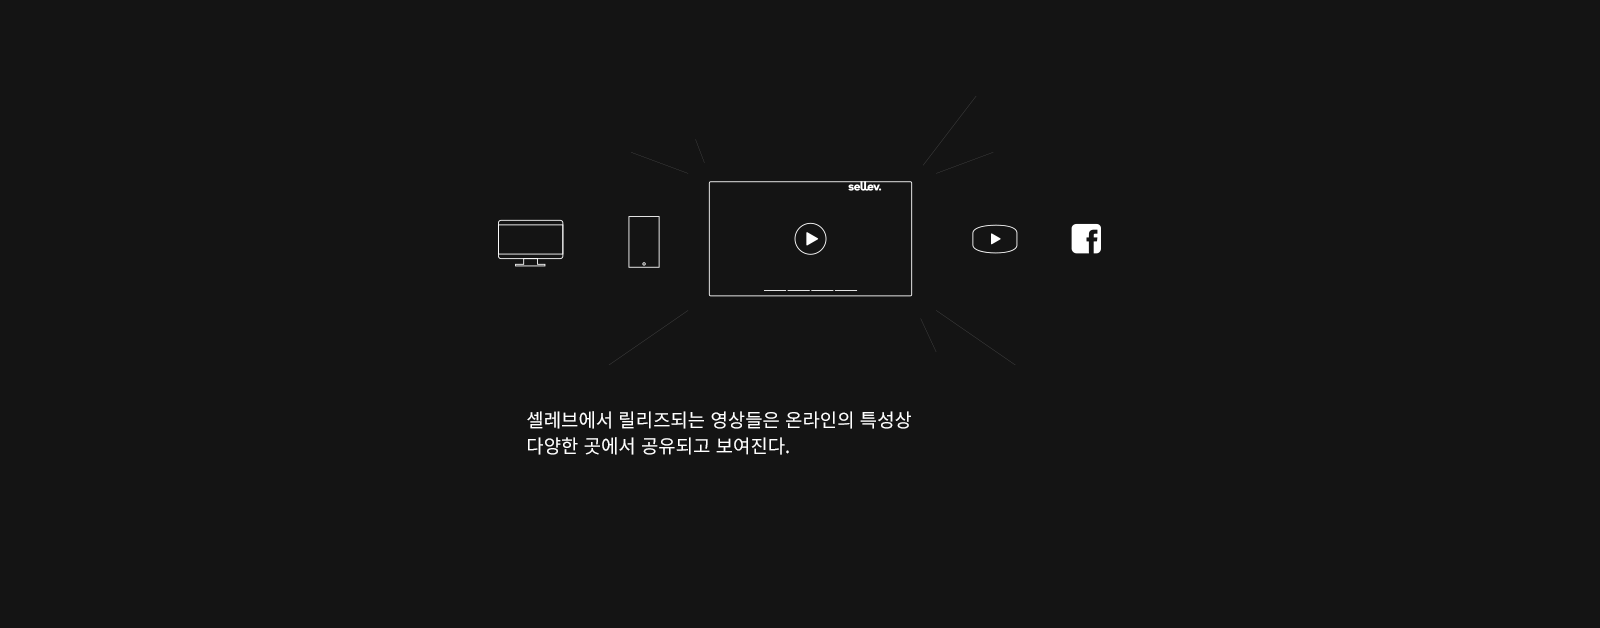 sellev.
셀레브에서 릴리즈되는 영상들은 온라인의 특성상
다양한 곳에서 공유되고 보여진다.